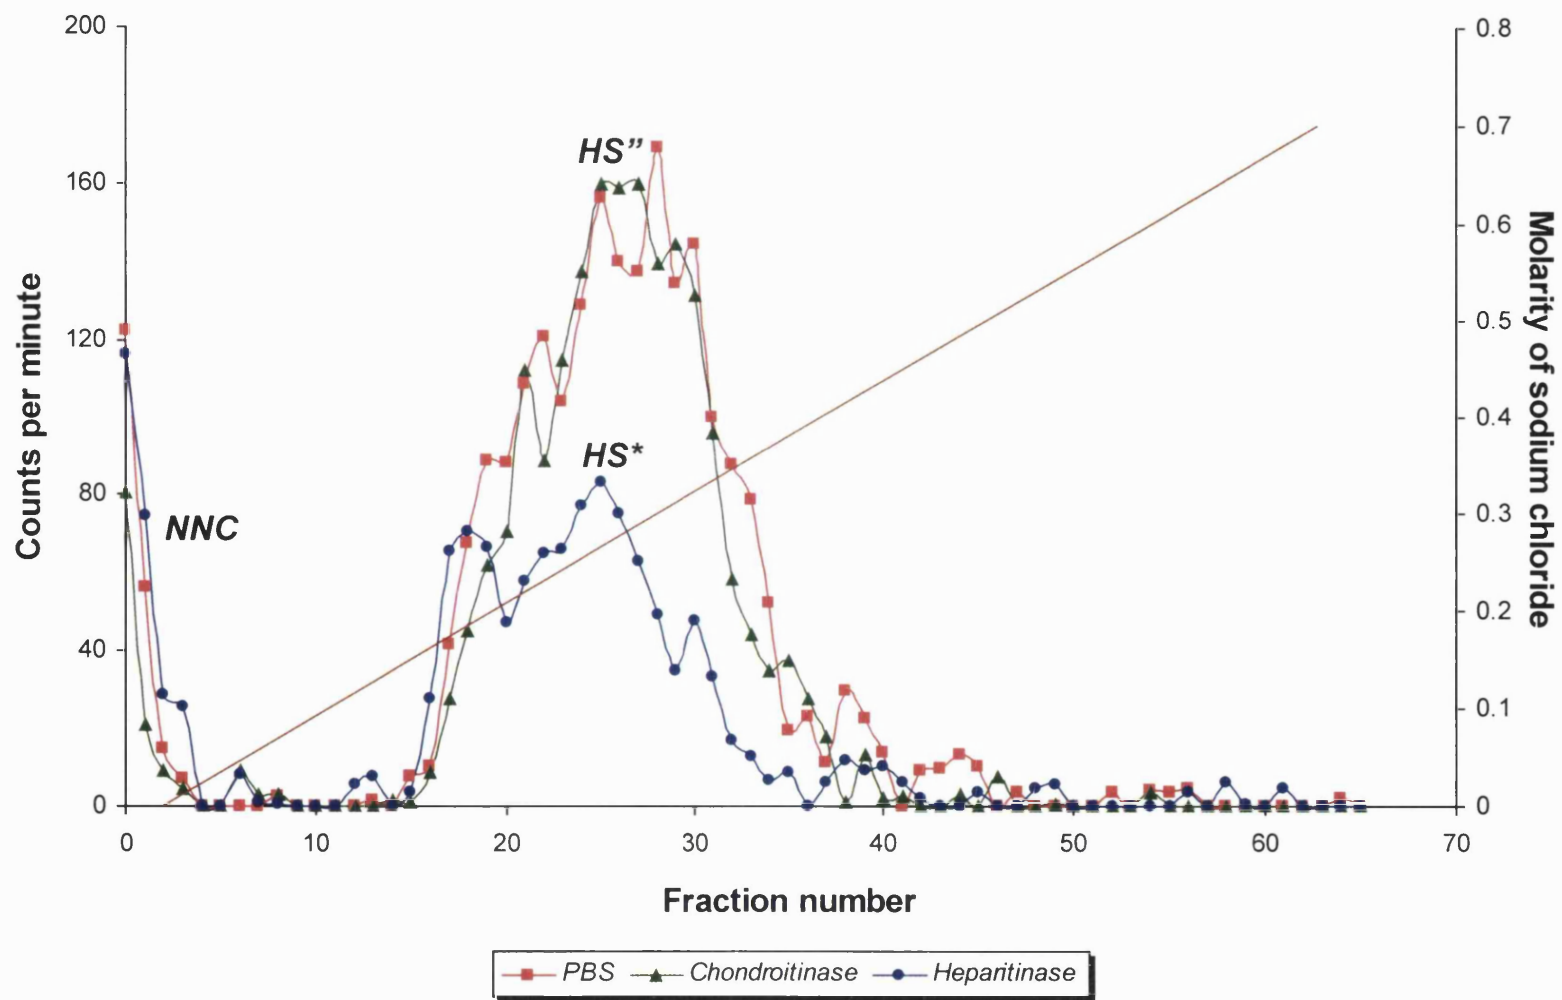 200
160
120
80
40
0
Counts per minute
0.8
0.7
0.6
0.5
0.4
0.3
0.2
0.1
0
Molarity of sodium chloride
HS”
HS*
NNC
0 10 20 30 40 50 60 70
Fraction number
PBS Chondroitinase Heparitinase